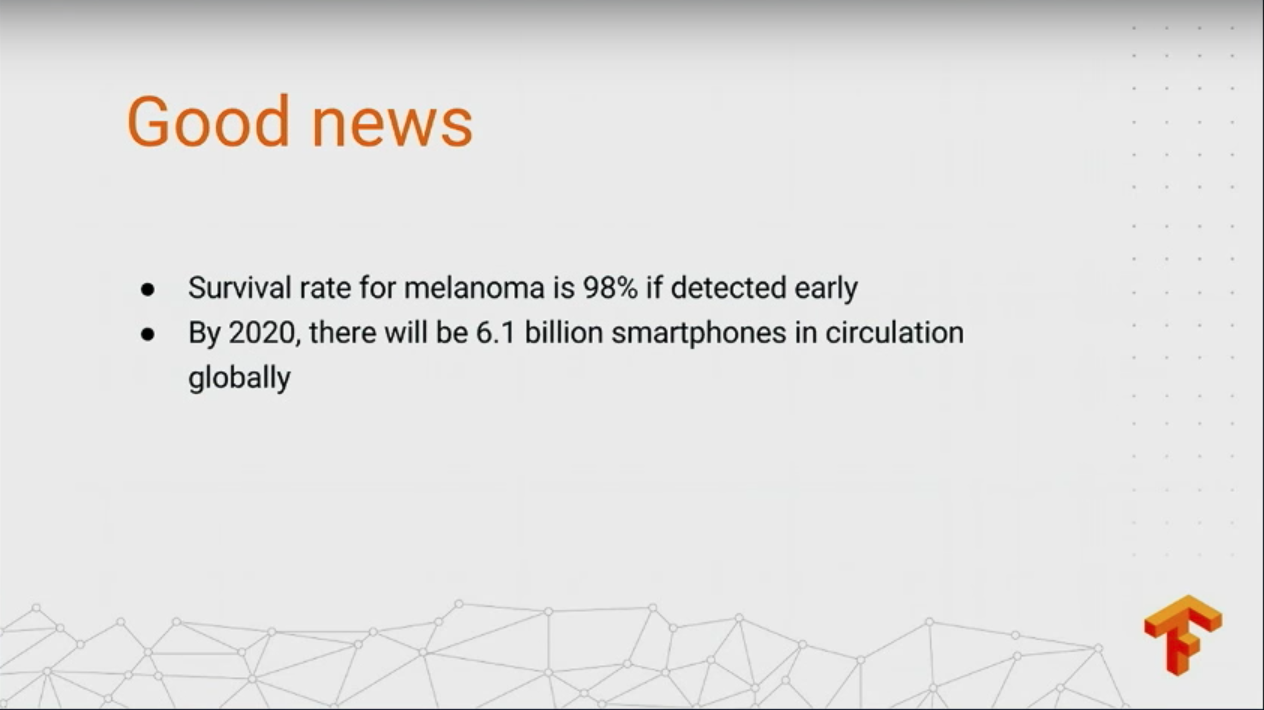 Good news
● Survival rate for melanoma is 98% if detected early
● By 2020, there will be 6.1 billion smartphones in circulation
globally